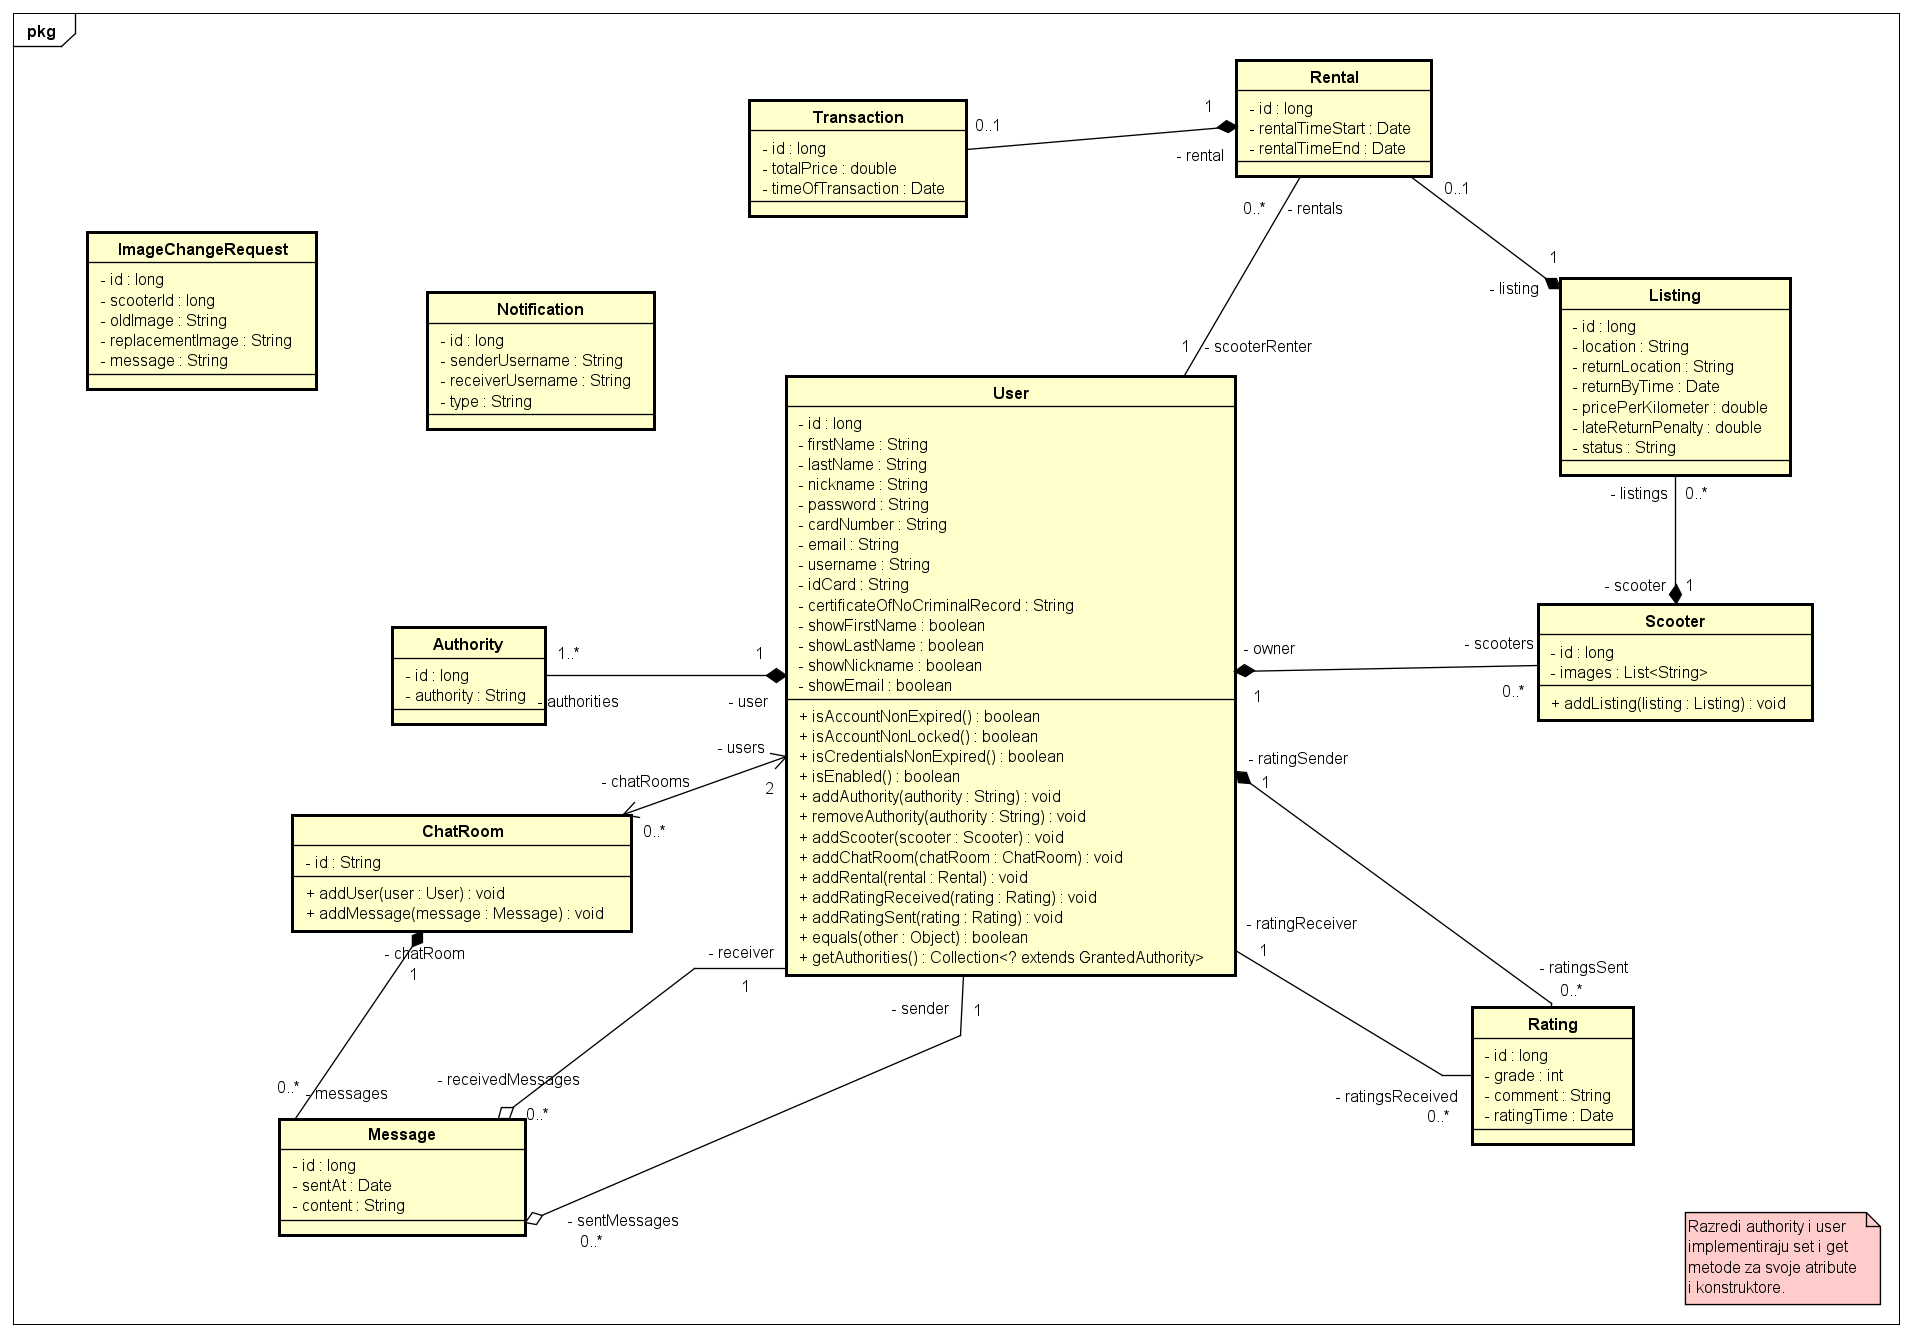 pkg
Rental
- id : long
- rentalTimeStart : Date
- rentalTimeEnd : Date
Transaction
- id : long
- totalPrice : double
- timeOfTransaction : Date
0..1
1
- rental
0..*
- rentals
0..1
1
- listing
1
- scooterRenter
ImageChangeRequest
- id : long
- scooterId : long
- oldImage : String
- replacementImage : String
- message : String
Notification
- id : long
- senderUsername : String
- receiverUsername : String
- type : String
Listing
- id : long
- location : String
- returnLocation : String
- returnByTime : Date
- pricePerKilometer : double
- lateReturnPenalty : double
- status : String
- listings
0..*
- scooter
1
User
- id : long
- firstName : String
- lastName : String
- nickname : String
- password : String
- cardNumber : String
- email : String
- username : String
- idCard : String
- certificateOfNoCriminalRecord : String
- showFirstName : boolean
- showLastName : boolean
- showNickname : boolean
- showEmail : boolean
+ isAccountNonExpired() : boolean
+ isAccountNonLocked() : boolean
+ isCredentialsNonExpired() : boolean
+ isEnabled() : boolean
+ addAuthority(authority : String) : void
+ removeAuthority(authority : String) : void
+ addScooter(scooter : Scooter) : void
+ addChatRoom(chatRoom : ChatRoom) : void
+ addRental(rental : Rental) : void
+ addRatingReceived(rating : Rating) : void
+ addRatingSent(rating : Rating) : void
+ equals(other : Object) : boolean
+ getAuthorities() : Collection<? extends GrantedAuthority>
Scooter
- id : long
- images : List<String>
+ addListing(listing : Listing) : void
- owner
1
- scooters
0..*
Authority
- id : long
- authority : String
1..*
- authorities
1
- user
- users
2
- chatRooms
0..*
ChatRoom
- id : String
+ addUser(user : User) : void
+ addMessage(message : Message) : void
- chatRoom
1
0..*
- messages
- receiver
1
- receivedMessages
0..*
- sender
1
- sentMessages
0..*
Message
- id : long
- sentAt : Date
- content : String
- ratingSender
1
- ratingsSent
0..*
- ratingReceiver
1
- ratingsReceived
0..*
Rating
- id : long
- grade : int
- comment : String
- ratingTime : Date
Razredi authority i user
implementiraju set i get
metode za svoje atribute
i konstruktore.